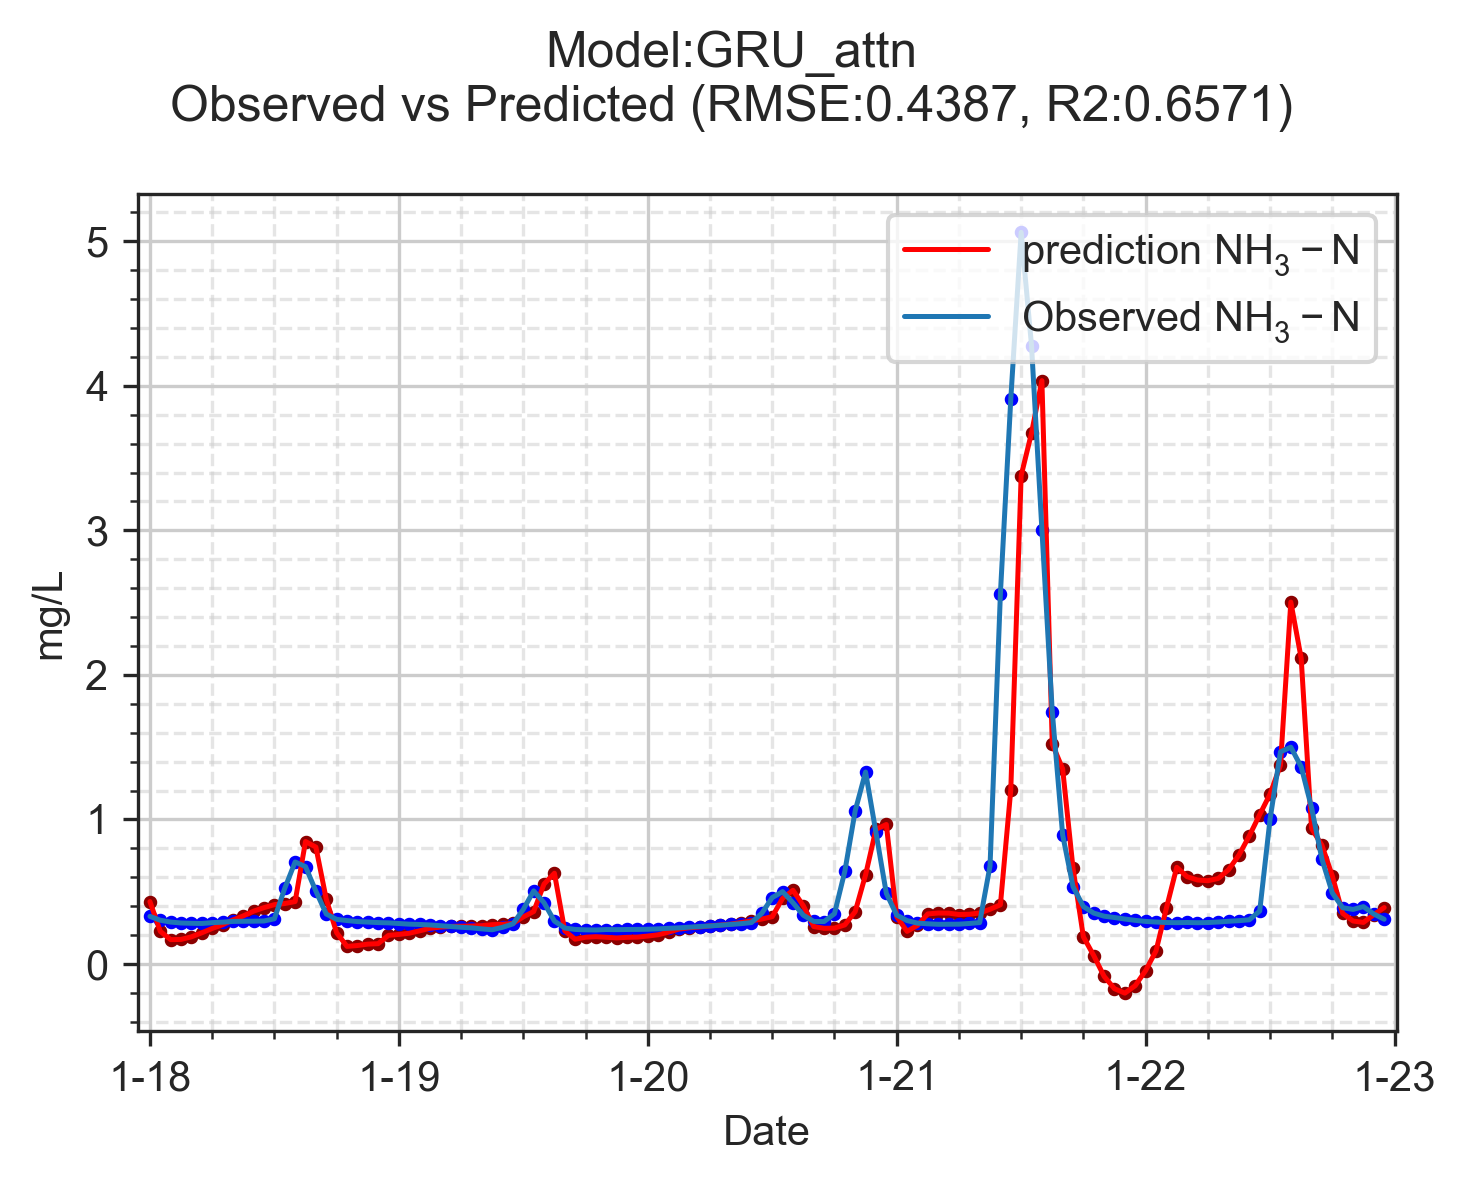 Model:GRU_attn
Observed vs Predicted (RMSE:0.4387, R2:0.6571)
prediction NH₃ − N
Observed NH₃ − N
5
4
3
2
1
0
mg/L
1-18 1-19 1-20 1-21 1-22 1-23
Date